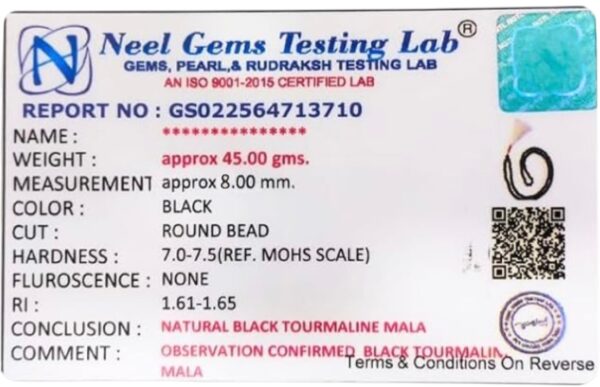 Neel Gems Testing Lab®
GEMS, PEARL,& RUDRAKSH TESTING LAB
AN ISO 9001-2015 CERTIFIED LAB
REPORT NO : GS022564713710
NAME : ***************
WEIGHT : approx 45.00 gms.
MEASUREMENT approx 8.00 mm.
COLOR : BLACK
CUT : ROUND BEAD
HARDNESS : 7.0-7.5(REF. MOHS SCALE)
FLUROSCENCE : NONE
RI : 1.61-1.65
CONCLUSION : NATURAL BLACK TOURMALINE MALA
COMMENT : OBSERVATION CONFIRMED BLACK TOURMALIN
MALA
Terms & Conditions On Reverse